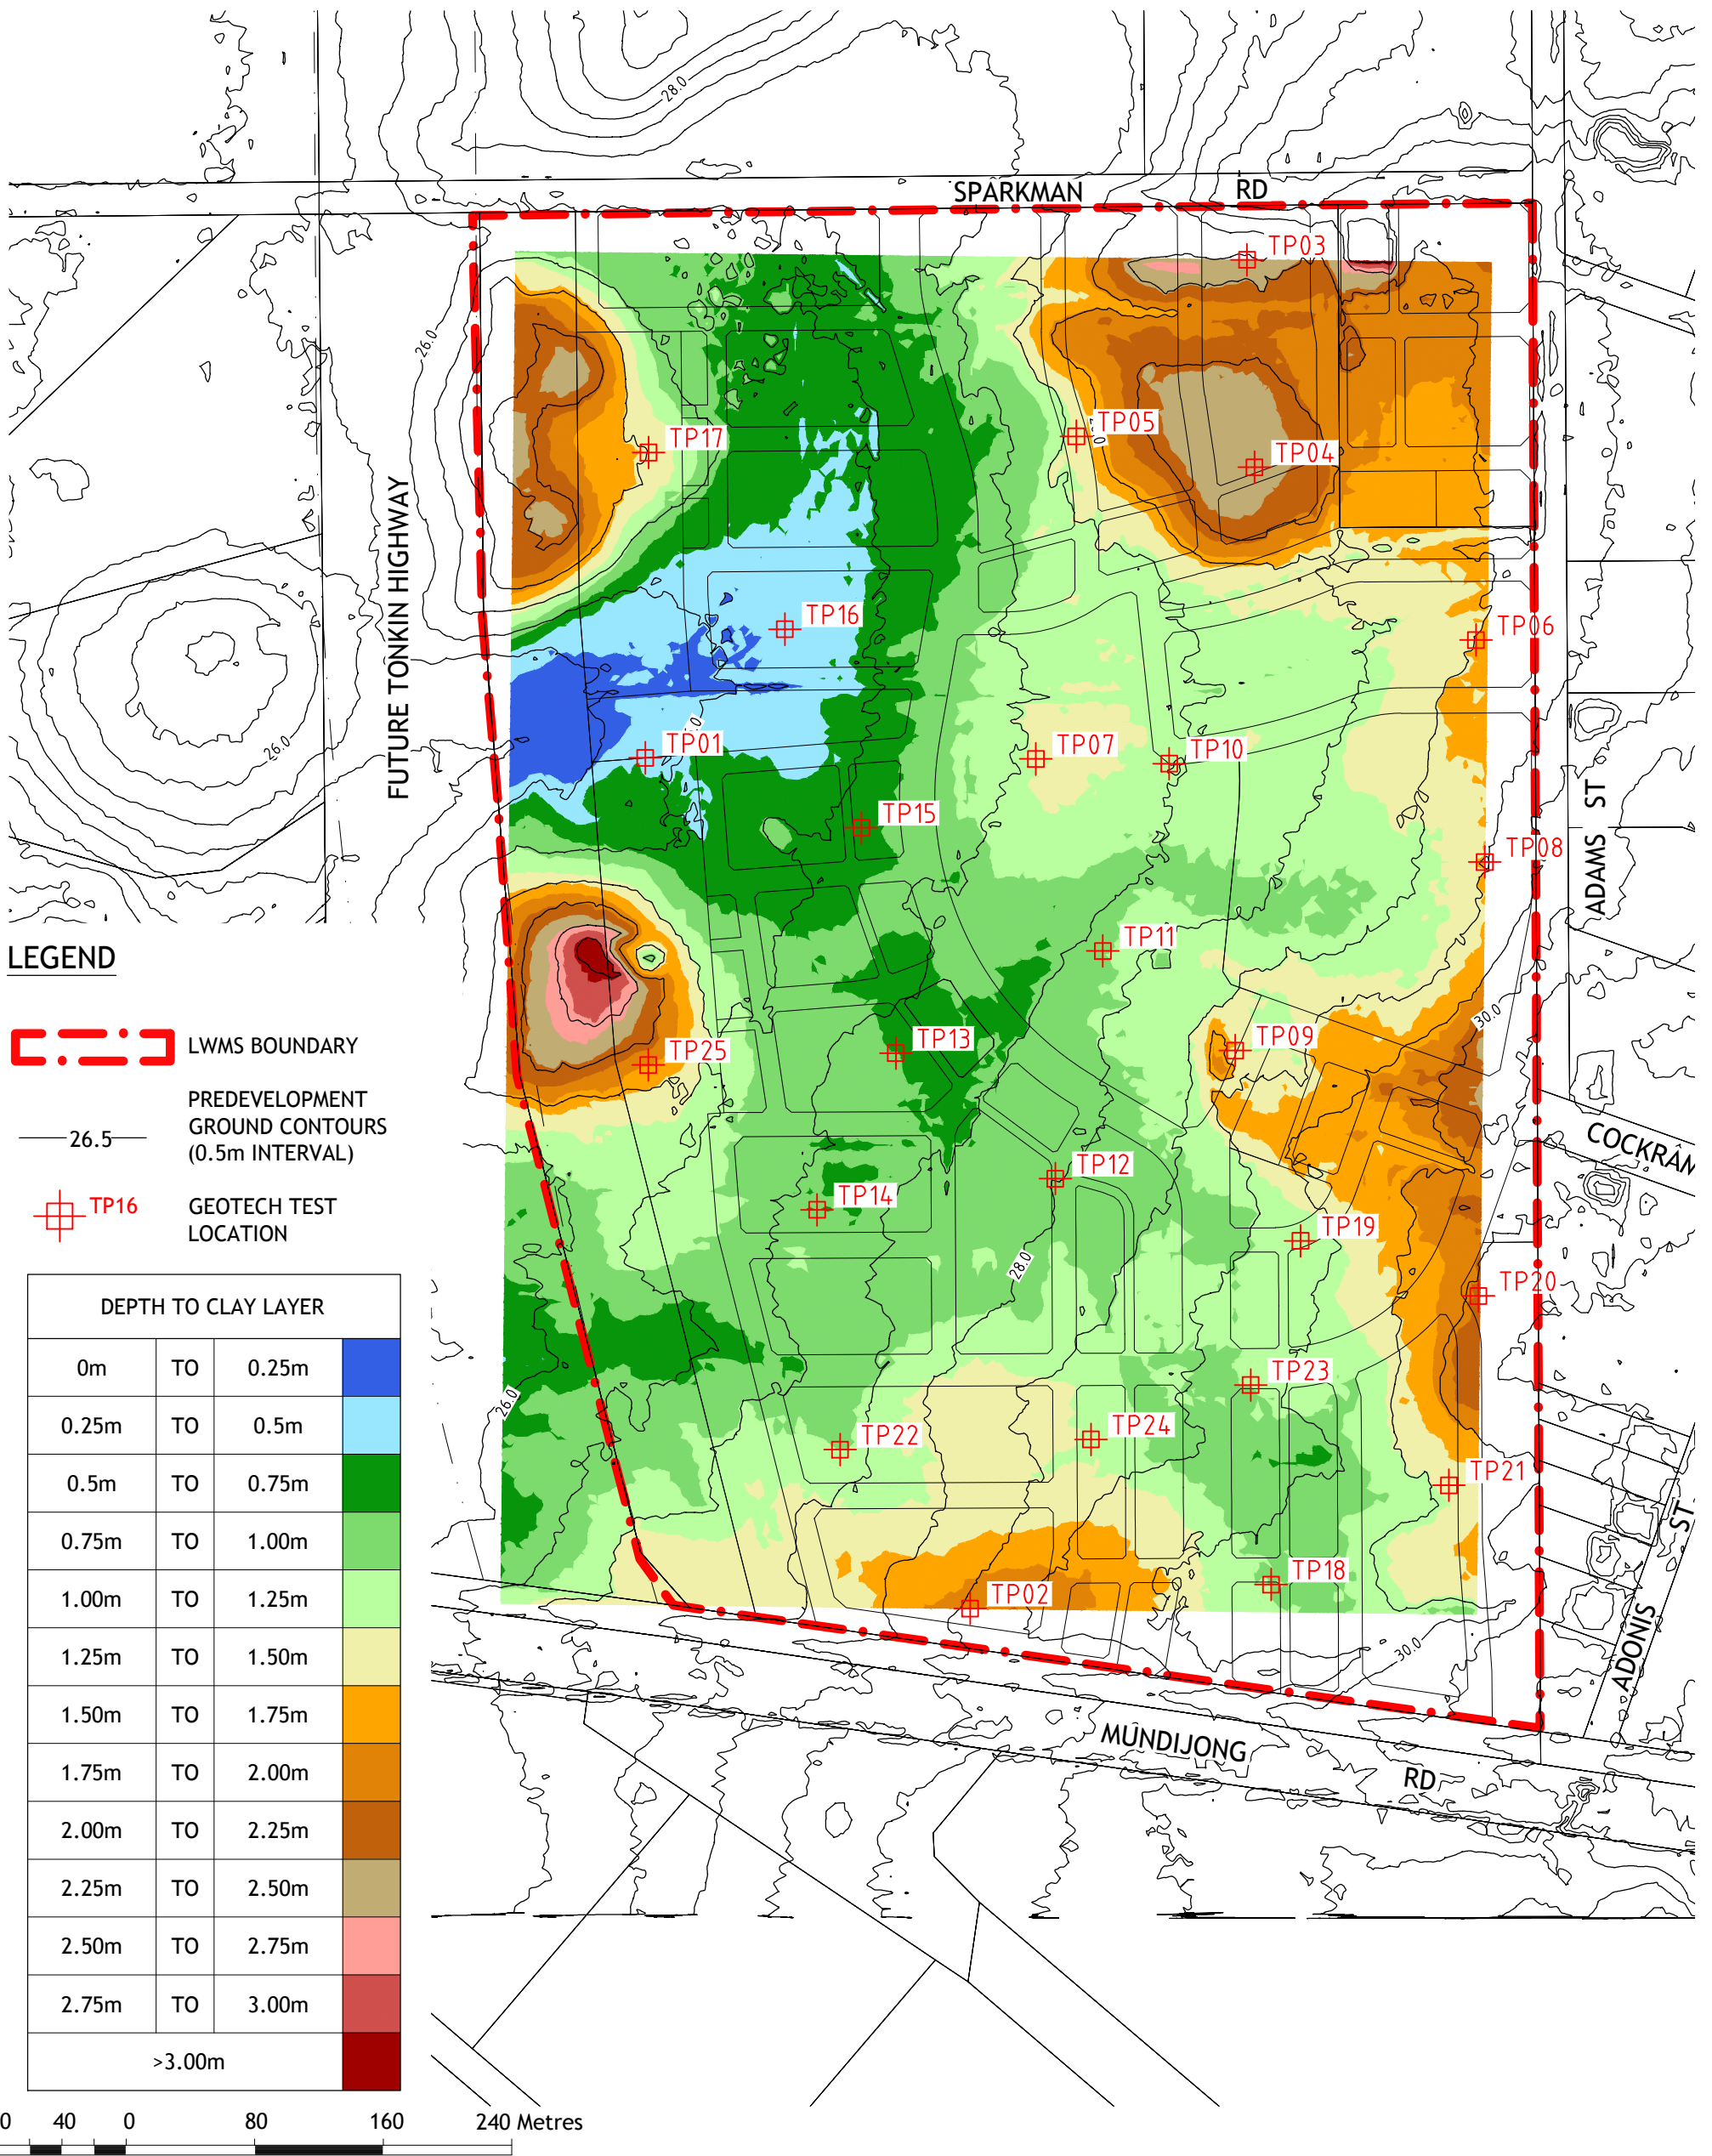 28.0
SPARKMAN RD
TP03
26.0
TP05
TP17
TP04
FUTURE TONKIN HIGHWAY
TP16
TP06
26.0
TP01
TP07
TP10
ADAMS ST
TP15
TP08
TP11
LEGEND
30.0
LWMS BOUNDARY
TP13
TP09
TP25
PREDEVELOPMENT
GROUND CONTOURS
(0.5m INTERVAL)
26.5
COCKRAM
TP12
TP16
GEOTECH TEST
LOCATION
TP14
TP19
28.0
TP20
DEPTH TO CLAY LAYER
0m TO 0.25m
0.25m TO 0.5m
0.5m TO 0.75m
0.75m TO 1.00m
1.00m TO 1.25m
1.25m TO 1.50m
1.50m TO 1.75m
1.75m TO 2.00m
2.00m TO 2.25m
2.25m TO 2.50m
2.50m TO 2.75m
2.75m TO 3.00m
>3.00m
TP23
26.0
TP24
TP22
TP21
ADONIS ST
TP18
TP02
30.0
MUNDIJONG RD
0 40 0 80 160 240 Metres